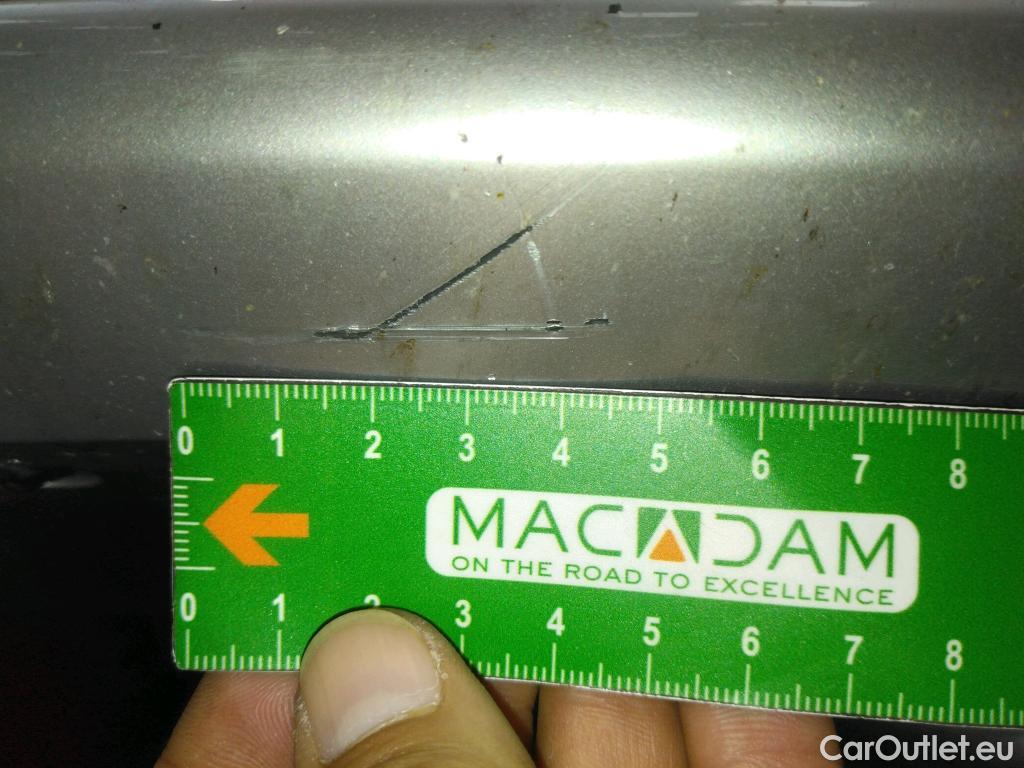 0 1 2 3 4 5 6 7 8
MACADAM
ON THE ROAD TO EXCELLENCE
0 1 2 3 4 5 6 7 8
CarOutlet.eu